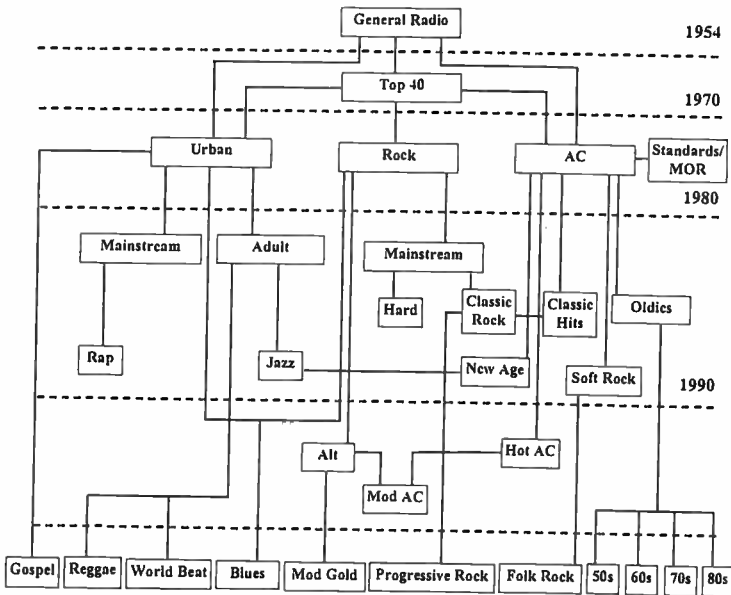 General Radio
1954
Top 40
1970
Urban
Rock
AC
Standards/
MOR
1980
Mainstream
Adult
Mainstream
Hard
Classic
Rock
Classic
Hits
Oldies
Rap
Jazz
New Age
Soft Rock
1990
Alt
Hot AC
Mod AC
Gospel
Reggae
World Beat
Blues
Mod Gold
Progressive Rock
Folk Rock
50s
60s
70s
80s